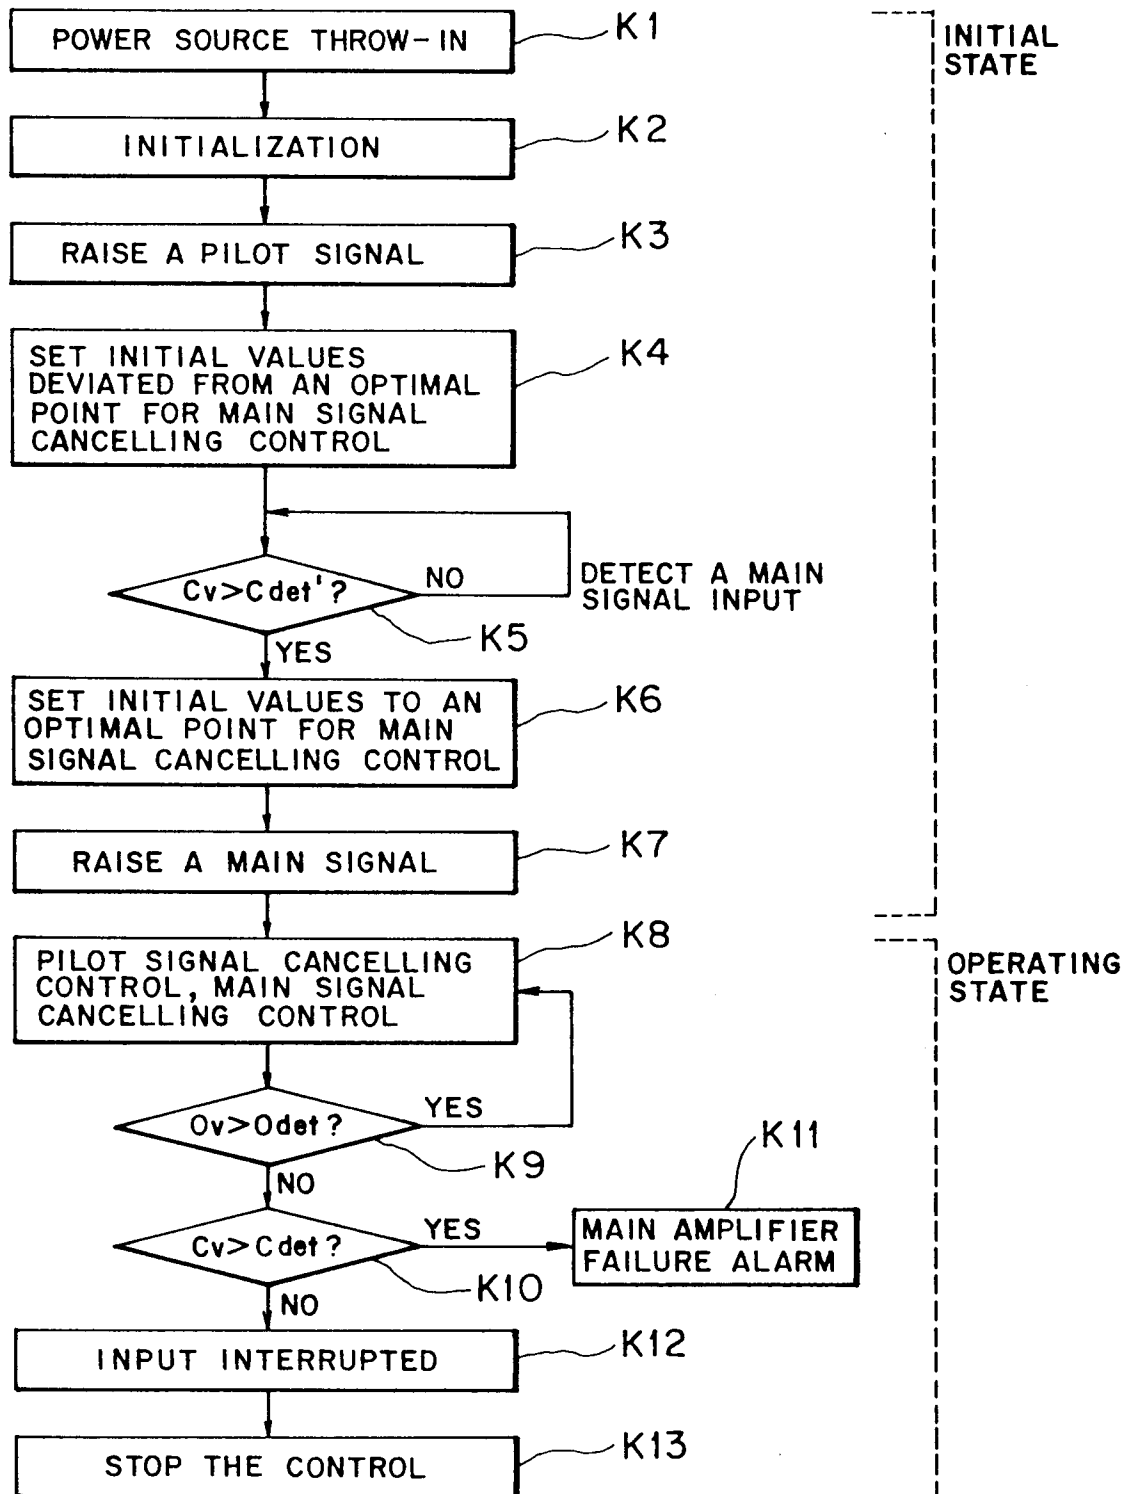 POWER SOURCE THROW-IN
K1
INITIAL
STATE
INITIALIZATION
K2
RAISE A PILOT SIGNAL
K3
SET INITIAL VALUES
DEVIATED FROM AN OPTIMAL
POINT FOR MAIN SIGNAL
CANCELLING CONTROL
K4
Cv>Cdet'?
NO
DETECT A MAIN
SIGNAL INPUT
K5
YES
SET INITIAL VALUES TO AN
OPTIMAL POINT FOR MAIN
SIGNAL CANCELLING CONTROL
K6
RAISE A MAIN SIGNAL
K7
PILOT SIGNAL CANCELLING
CONTROL, MAIN SIGNAL
CANCELLING CONTROL
K8
OPERATING
STATE
Ov>Odet?
YES
K9
NO
Cv>Cdet?
YES
K10
K11
MAIN AMPLIFIER
FAILURE ALARM
NO
INPUT INTERRUPTED
K12
STOP THE CONTROL
K13